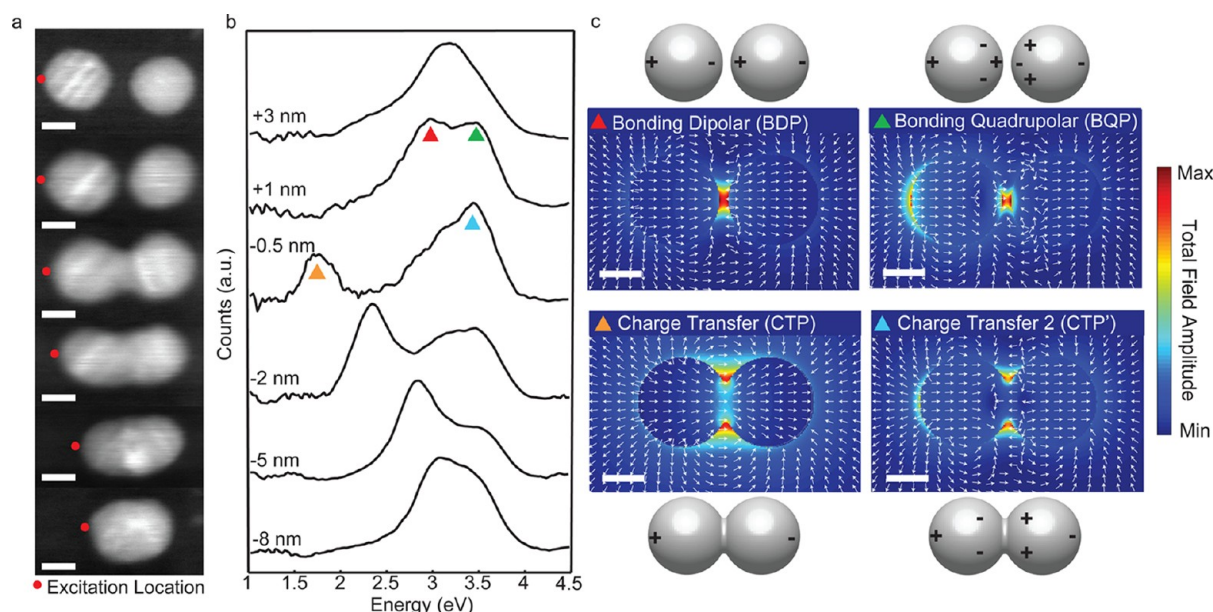 a
b
c
+3 nm
+1 nm
-0.5 nm
-2 nm
-5 nm
-8 nm
Counts (a.u.)
1 1.5 2 2.5 3 3.5 4 4.5
Energy (eV)
Excitation Location
+ - + -
+ - - + - + + -
Bonding Dipolar (BDP)
Bonding Quadrupolar (BQP)
Charge Transfer (CTP)
Charge Transfer 2 (CTP’)
+ -
+ - - + + -
Max
Total Field Amplitude
Min